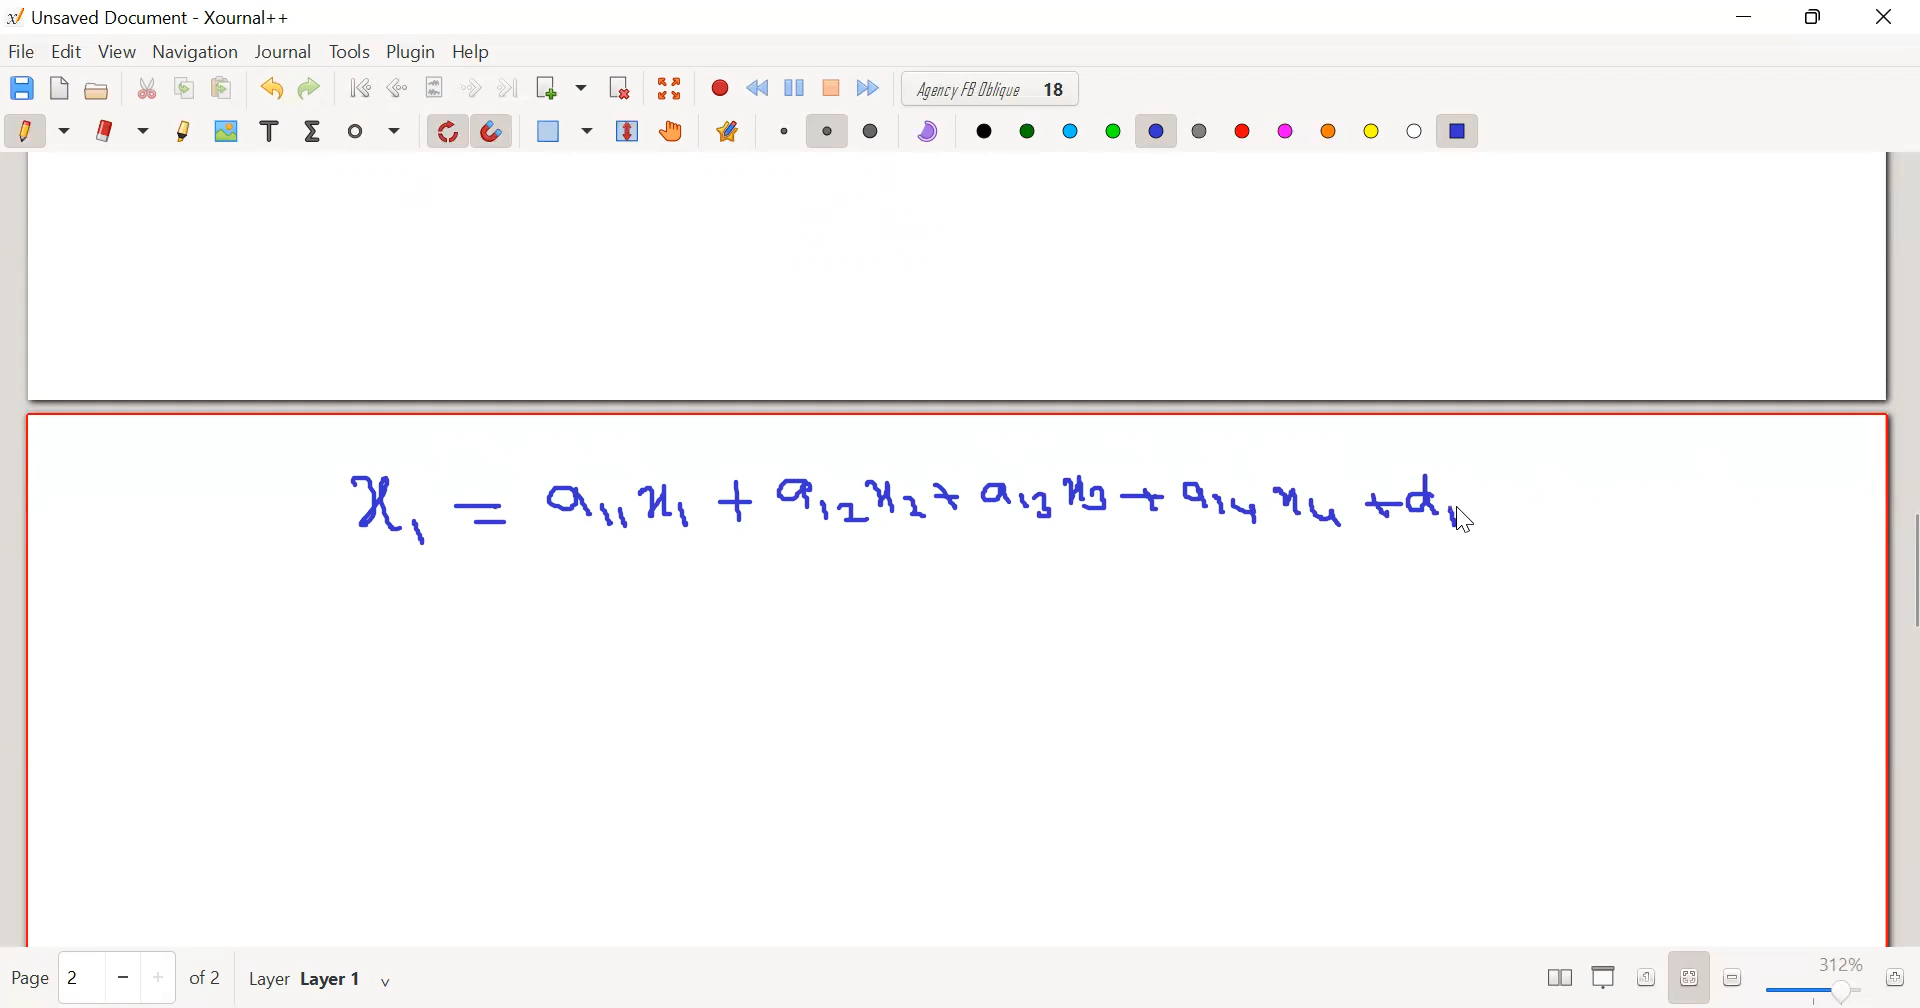 Unsaved Document - Xournal++
File Edit View Navigation Journal Tools Plugin Help
Agency FB Oblique 18
x₁ = a₁₁x₁ + a₁₂x₂ + a₁₃x₃ + a₁₄x₄ + d₁
Page 2 of 2 Layer Layer 1 312%